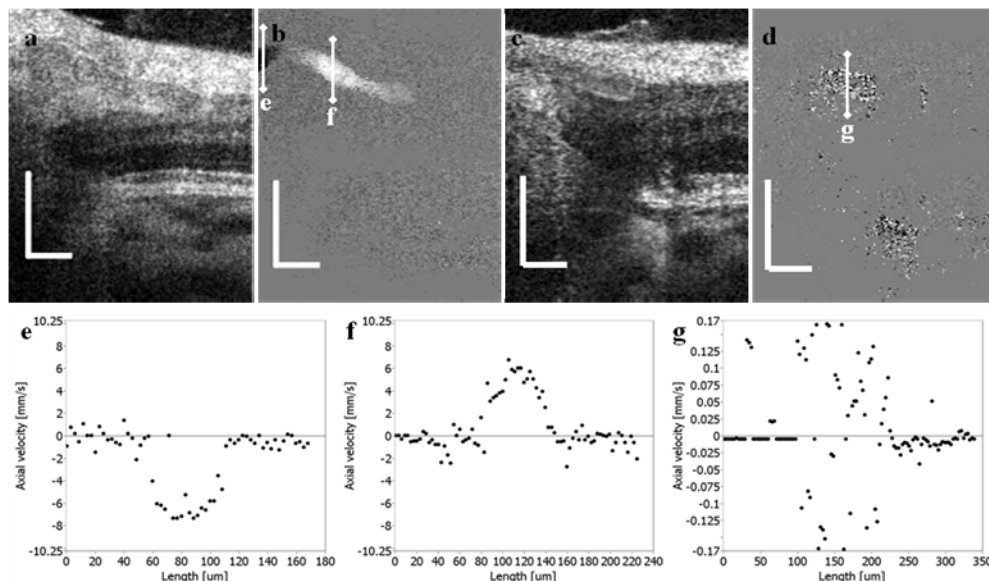 a
b
c
d
e
f
g
e
10.25
8
6
4
2
0
-2
-4
-6
-8
-10.25
Axial velocity [mm/s]
0 20 40 60 80 100 120 140 160 180
Length [um]
f
10.25
8
6
4
2
0
-2
-4
-6
-8
-10.25
Axial velocity [mm/s]
0 20 40 60 80 100 120 140 160 180 200 220 240
Length [um]
g
0.17
0.125
0.1
0.075
0.05
0.025
0
-0.025
-0.05
-0.075
-0.125
-0.17
Axial velocity [mm/s]
0 50 100 150 200 250 300 350
Length [um]